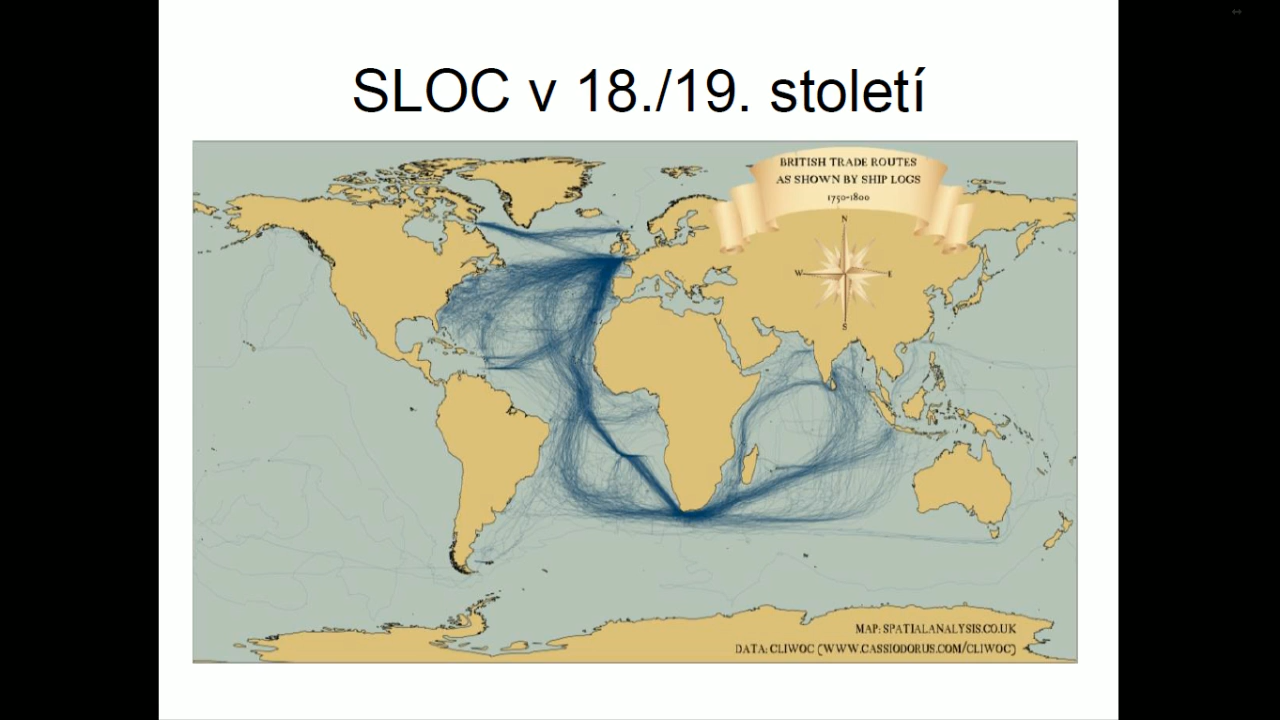 SLOC v 18./19. století
BRITISH TRADE ROUTES
AS SHOWN BY SHIP LOGS
1750-1800
N
W
E
S
MAP: SPATIALANALYSIS.CO.UK
DATA: CLIWOC (WWW.CASSIODORUS.COM/CLIWOC)